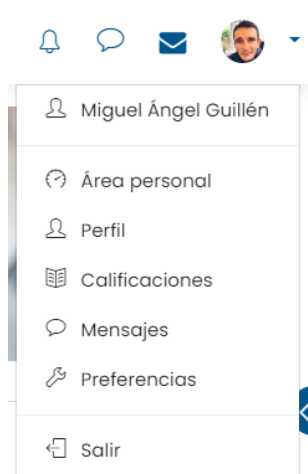 Miguel Ángel Guillén
Área personal
Perfil
Calificaciones
Mensajes
Preferencias
Salir